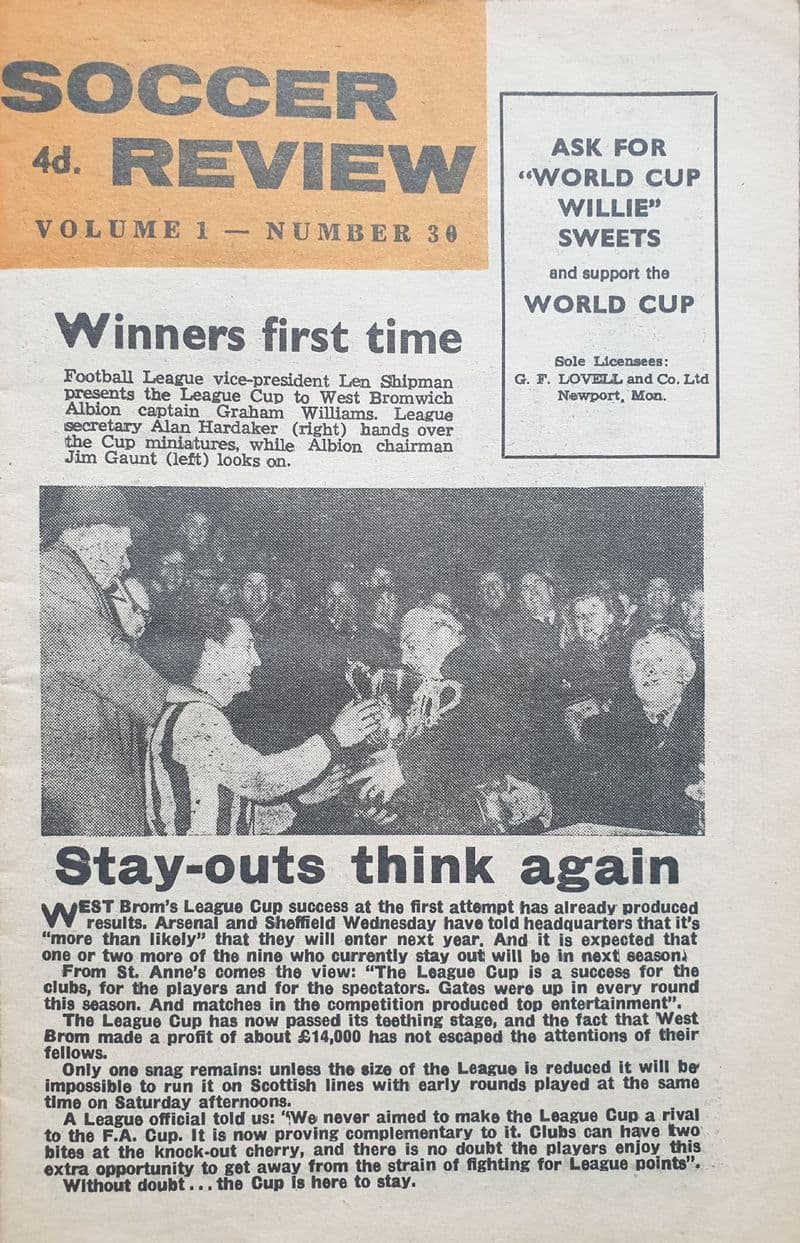 SOCCER
4d. REVIEW
VOLUME 1 — NUMBER 30
ASK FOR
“WORLD CUP
WILLIE”
SWEETS
and support the
WORLD CUP
Sole Licensees:
G. F. LOVELL and Co. Ltd
Newport, Mon.
Winners first time
Football League vice-president Len Shipman
presents the League Cup to West Bromwich
Albion captain Graham Williams. League
secretary Alan Hardaker (right) hands over
the Cup miniatures, while Albion chairman
Jim Gaunt (left) looks on.
Stay-outs think again
WEST Brom's League Cup success at the first attempt has already produced
results. Arsenal and Sheffield Wednesday have told headquarters that it's
“more than likely” that they will enter next year. And it is expected that
one or two more of the nine who currently stay out will be in next season.
From St. Anne's comes the view: “The League Cup is a success for the
clubs, for the players and for the spectators. Gates were up in every round
this season. And matches in the competition produced top entertainment”.
The League Cup has now passed its teething stage, and the fact that West
Brom made a profit of about £14,000 has not escaped the attentions of their
fellows.
Only one snag remains: unless the size of the League is reduced it will be
impossible to run it on Scottish lines with early rounds played at the same
time on Saturday afternoons.
A League official told us: “We never aimed to make the League Cup a rival
to the F.A. Cup. It is now proving complementary to it. Clubs can have two
bites at the knock-out cherry, and there is no doubt the players enjoy this
extra opportunity to get away from the strain of fighting for League points”.
Without doubt...the Cup is here to stay.